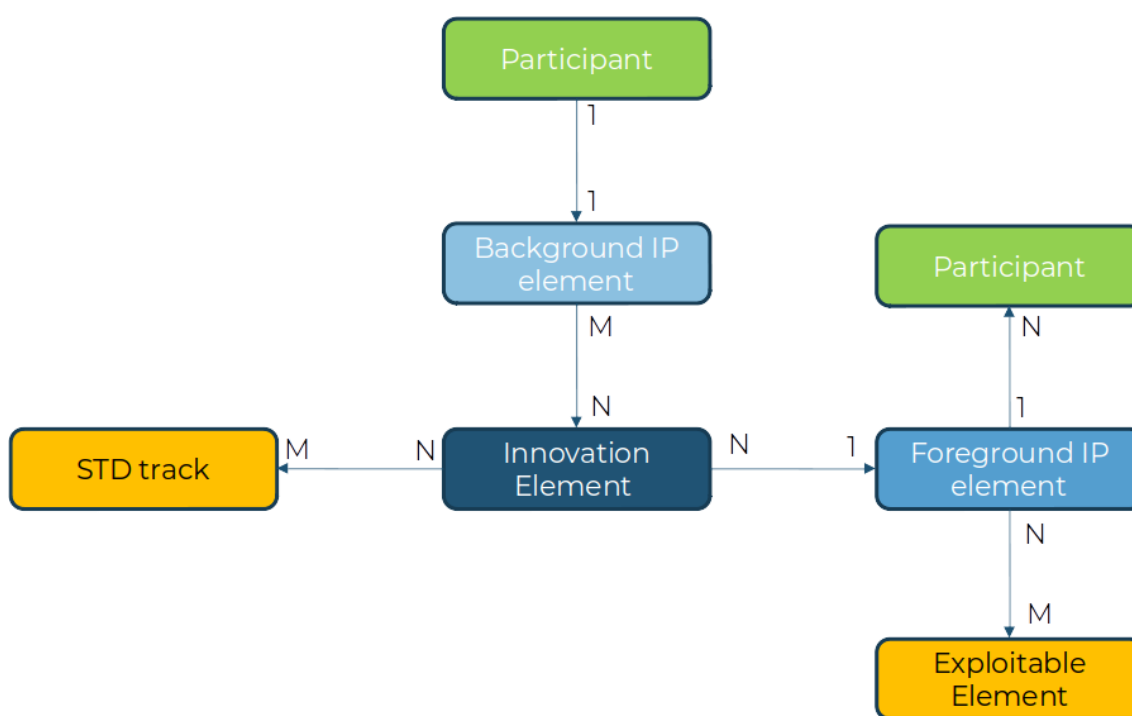 Participant
1
1
Background IP
element
Participant
M
N
N
1
STD track
M
N
Innovation
Element
N
1
Foreground IP
element
N
M
Exploitable
Element